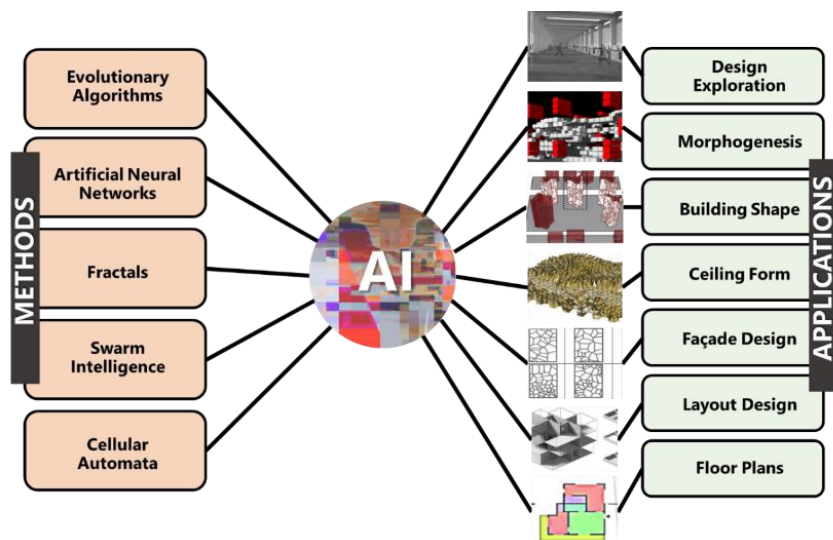 METHODS
Evolutionary
Algorithms
Artificial Neural
Networks
Fractals
Swarm
Intelligence
Cellular
Automata
AI
Design
Exploration
Morphogenesis
Building Shape
Ceiling Form
Façade Design
Layout Design
Floor Plans
APPLICATIONS